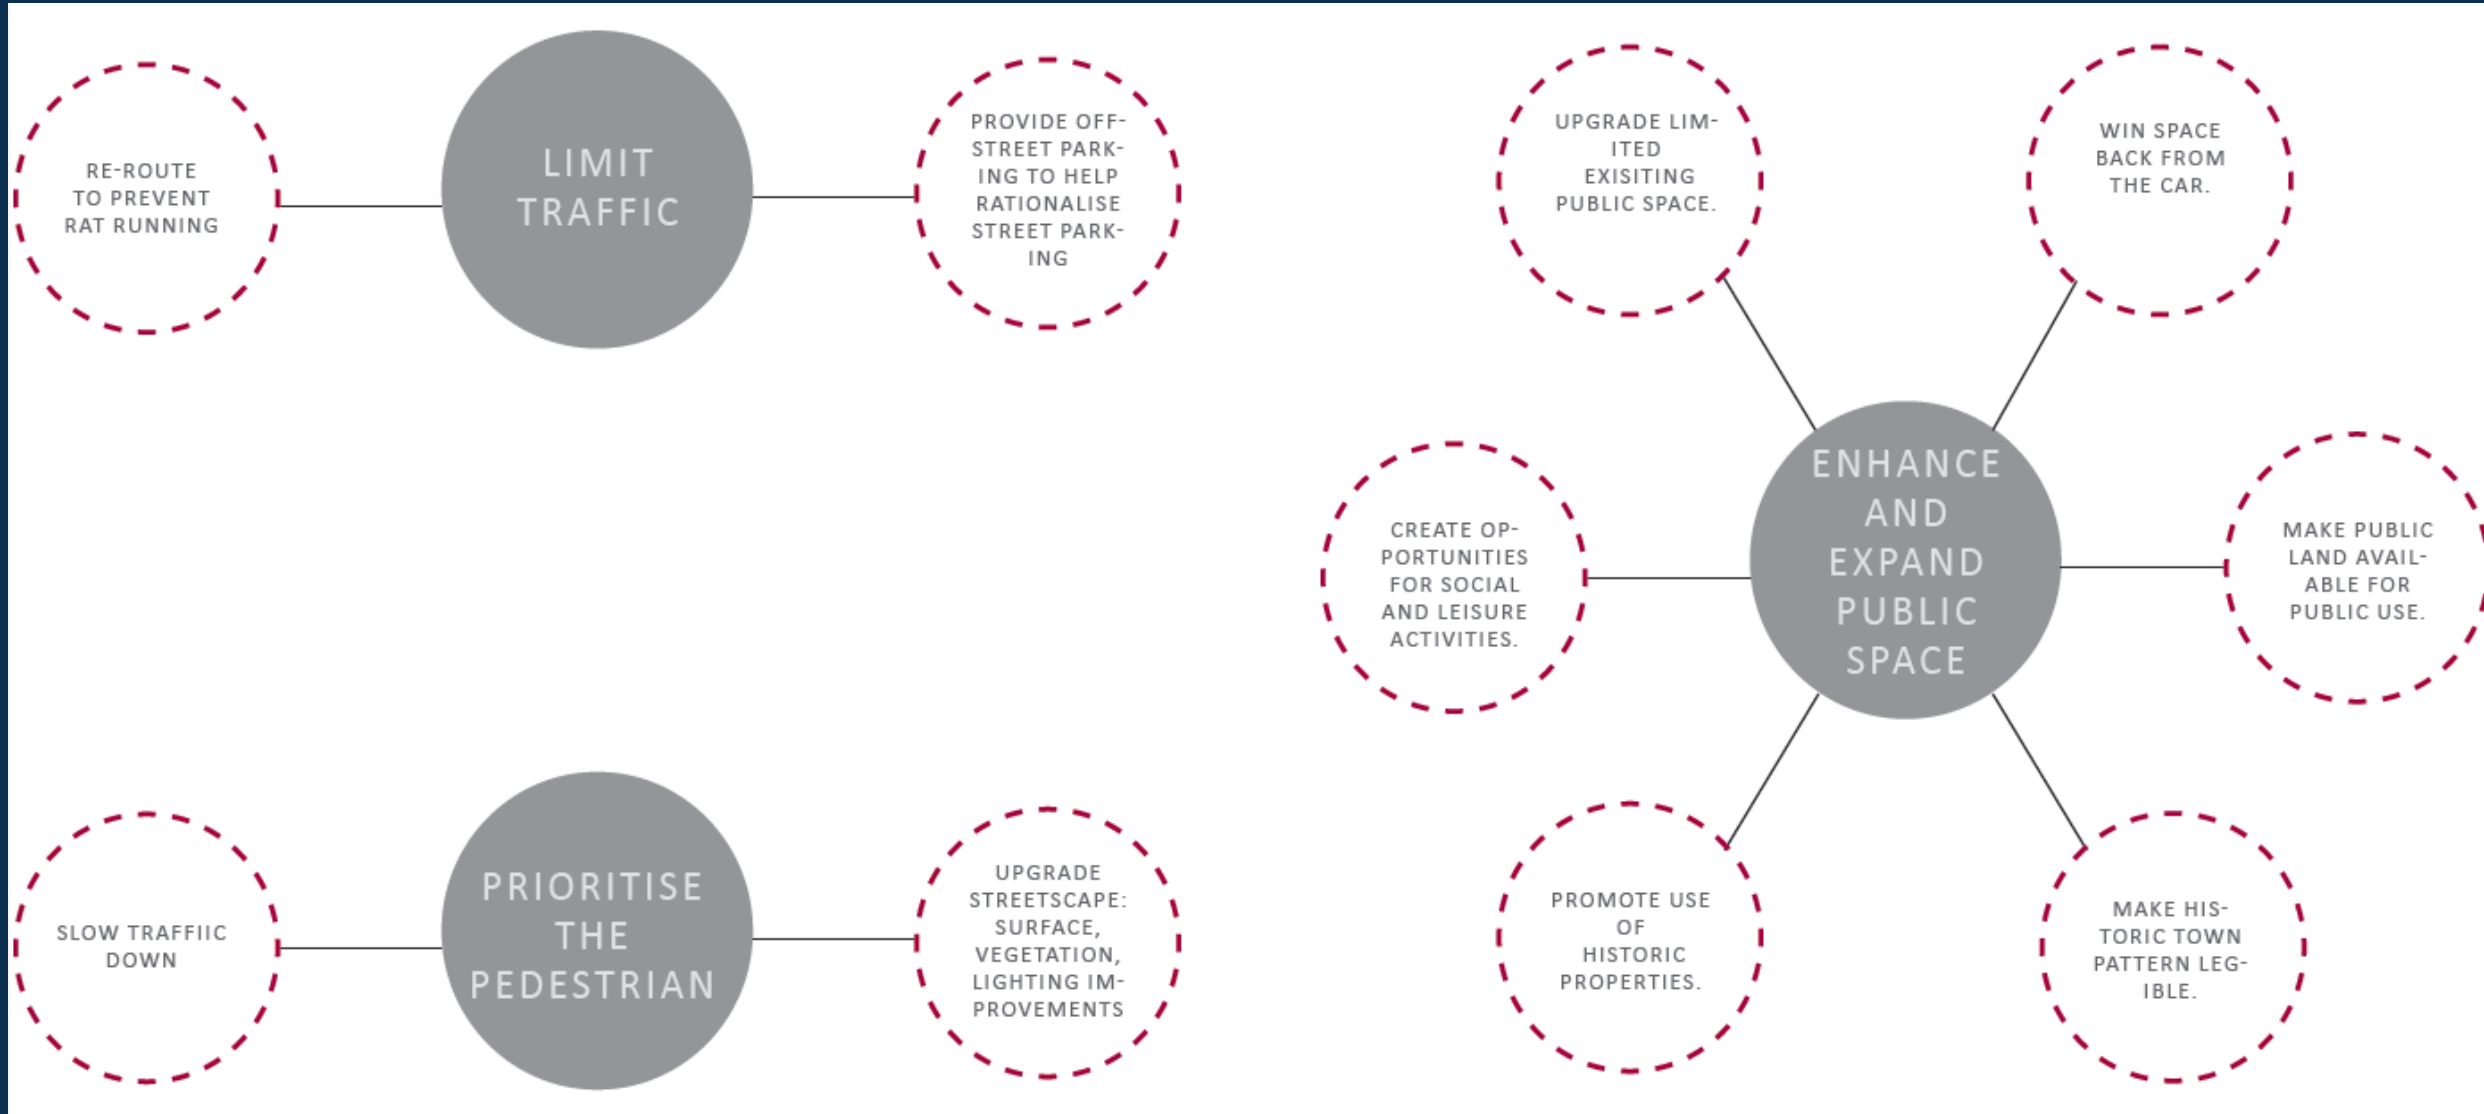 RE-ROUTE
TO PREVENT
RAT RUNNING
LIMIT
TRAFFIC
PROVIDE OFF-
STREET PARK-
ING TO HELP
RATIONALISE
STREET PARK-
ING
SLOW TRAFFIIC
DOWN
PRIORITISE
THE
PEDESTRIAN
UPGRADE
STREETSCAPE:
SURFACE,
VEGETATION,
LIGHTING IM-
PROVEMENTS
UPGRADE LIM-
ITED
EXISITING
PUBLIC SPACE.
WIN SPACE
BACK FROM
THE CAR.
CREATE OP-
PORTUNITIES
FOR SOCIAL
AND LEISURE
ACTIVITIES.
ENHANCE
AND
EXPAND
PUBLIC
SPACE
MAKE PUBLIC
LAND AVAIL-
ABLE FOR
PUBLIC USE.
PROMOTE USE
OF
HISTORIC
PROPERTIES.
MAKE HIS-
TORIC TOWN
PATTERN LEG-
IBLE.